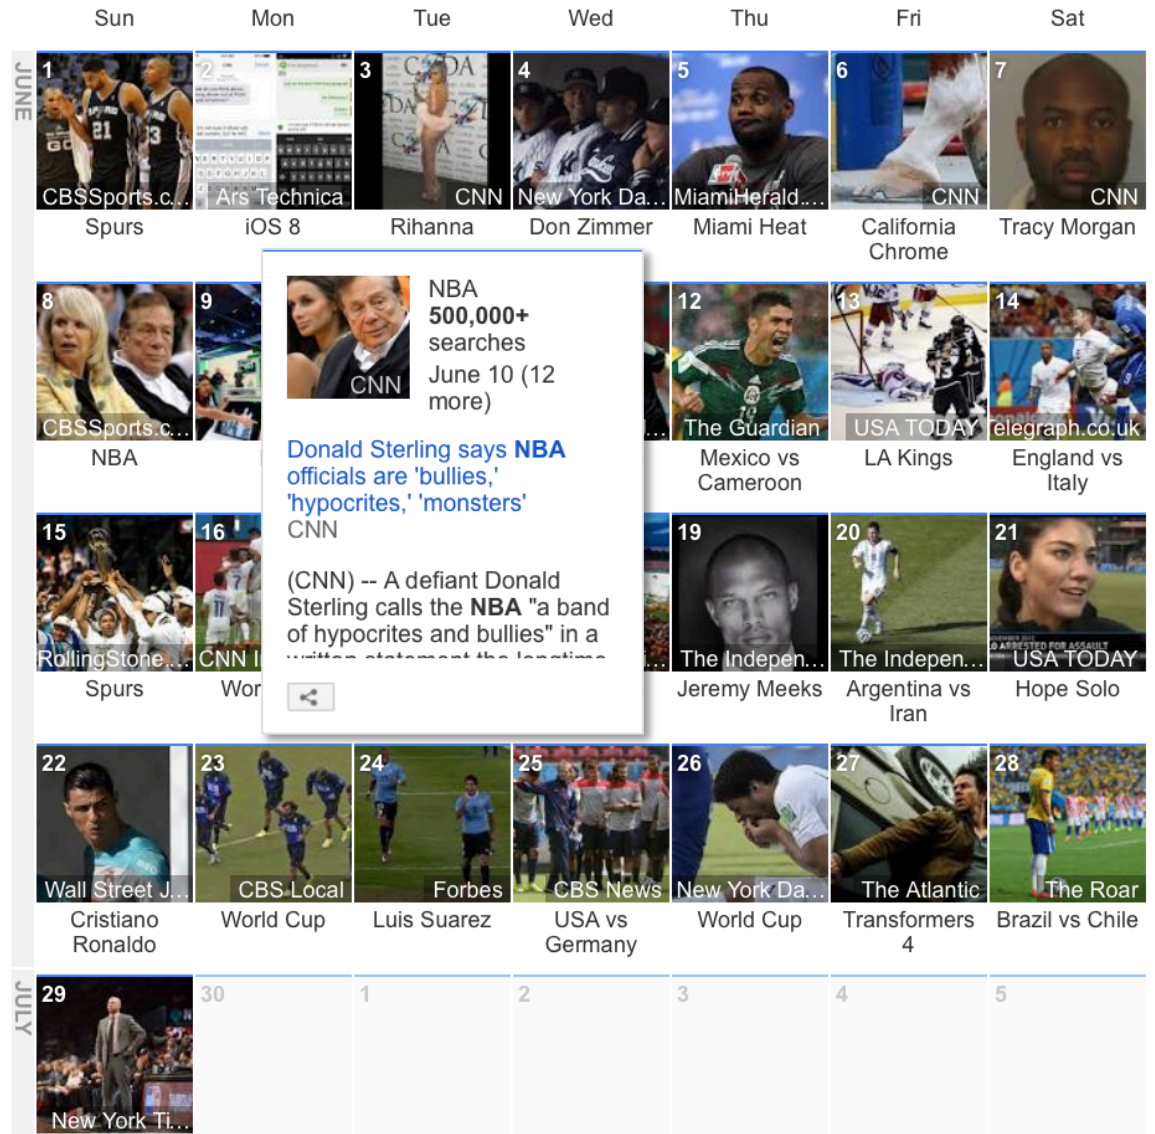 Sun Mon Tue Wed Thu Fri Sat
JUNE
1 2 3 4 5 6 7
CBSSports.c... Ars Technica CNN New York Da... MiamiHerald.... CNN CNN
Spurs iOS 8 Rihanna Don Zimmer Miami Heat California Tracy Morgan
Chrome
8 9 12 13 14
CBSSports.c... The Guardian USA TODAY elegraph.co.uk
NBA Mexico vs LA Kings England vs
Cameroon Italy
NBA
500,000+
searches
June 10 (12
more)
CNN
Donald Sterling says NBA
officials are 'bullies,'
'hypocrites,' 'monsters'
CNN
(CNN) -- A defiant Donald
Sterling calls the NBA "a band
of hypocrites and bullies" in a
written statement the longtime
15 16 19 20 21
RollingStone.... CNN I The Indepen... The Indepen... USA TODAY
Spurs Wor Jeremy Meeks Argentina vs Hope Solo
Iran
22 23 24 25 26 27 28
Wall Street J... CBS Local Forbes CBS News New York Da... The Atlantic The Roar
Cristiano World Cup Luis Suarez USA vs World Cup Transformers Brazil vs Chile
Ronaldo Germany 4
JULY
29 30 1 2 3 4 5
New York Ti...